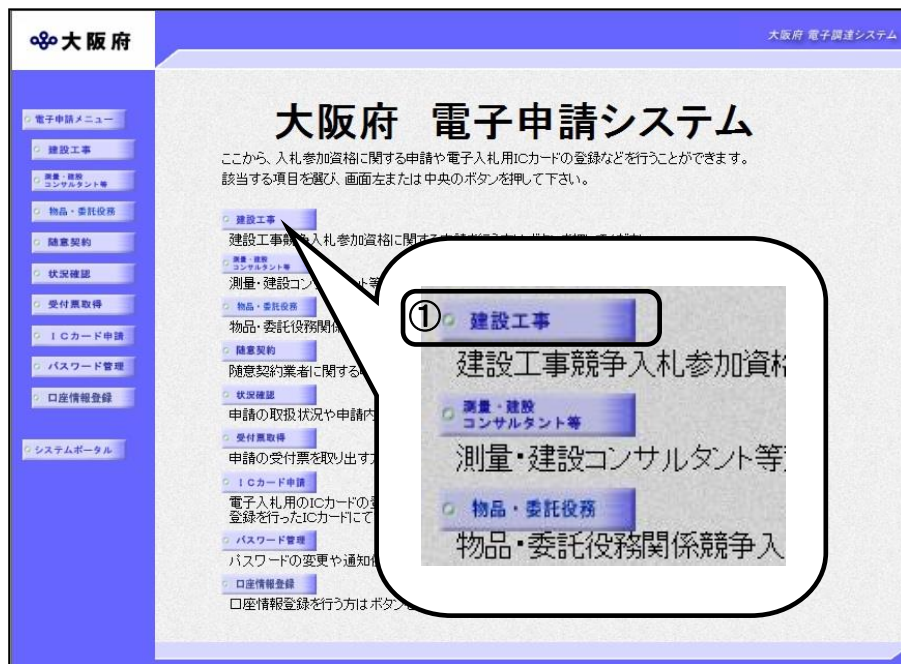 大阪府
大阪府 電子調達システム
電子申請メニュー
建設工事
測量・建設
コンサルタント等
物品・委託役務
随意契約
状況確認
受付票取得
ICカード申請
パスワード管理
口座情報登録
システムポータル
大阪府 電子申請システム
ここから、入札参加資格に関する申請や電子入札用ICカードの登録などを行うことができます。
該当する項目を選び、画面左または中央のボタンを押して下さい。
建設工事
建設工事競争入札参加資格に関する
測量・建設
コンサルタント等
測量・建設コン
物品・委託役務
物品・委託役務関係
随意契約
随意契約業者に関する
状況確認
申請の取扱状況や申請内
受付票取得
申請の受付票を取り出す
ICカード申請
電子入札用のICカードの
登録を行ったICカードにて
パスワード管理
パスワードの変更や通知
口座情報登録
口座情報登録を行う方はボタン
① 建設工事
建設工事競争入札参加資格
測量・建設
コンサルタント等
測量・建設コンサルタント等
物品・委託役務
物品・委託役務関係競争入